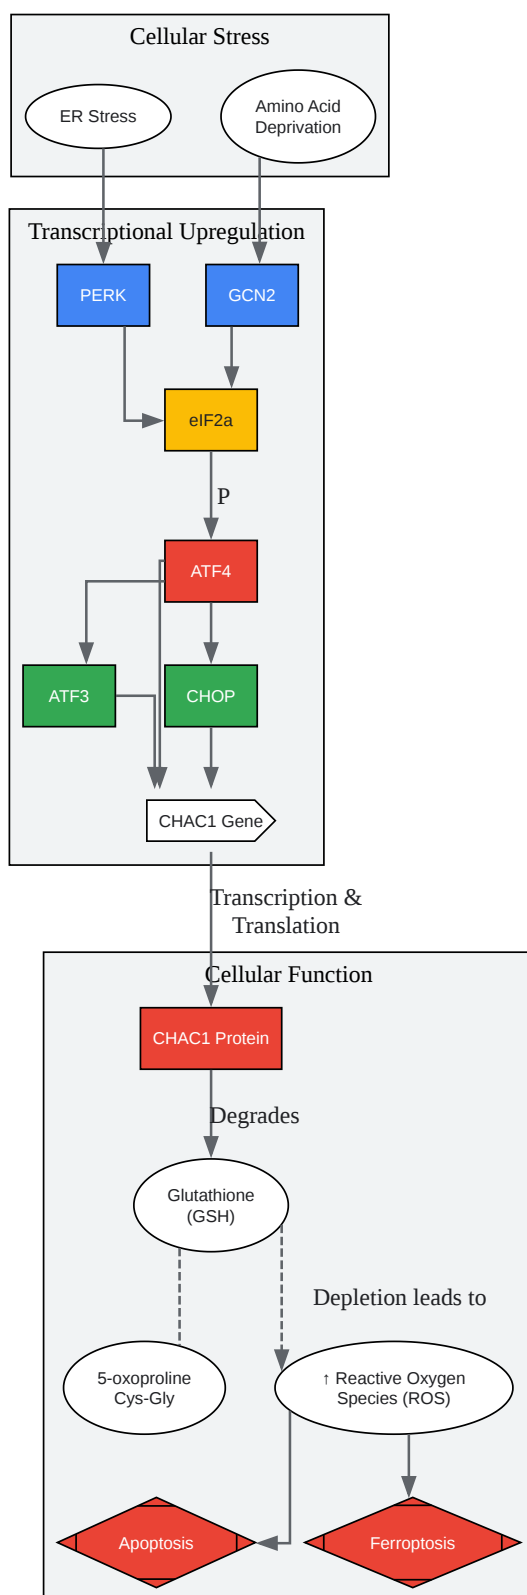 Cellular Stress
ER Stress
Amino Acid
Deprivation
Transcriptional Upregulation
PERK
GCN2
eIF2a
P
ATF4
ATF3
CHOP
CHAC1 Gene
Transcription &
Translation
Cellular Function
CHAC1 Protein
Degrades
Glutathione
(GSH)
Depletion leads to
5-oxoproline
Cys-Gly
↑ Reactive Oxygen
Species (ROS)
Apoptosis
Ferroptosis